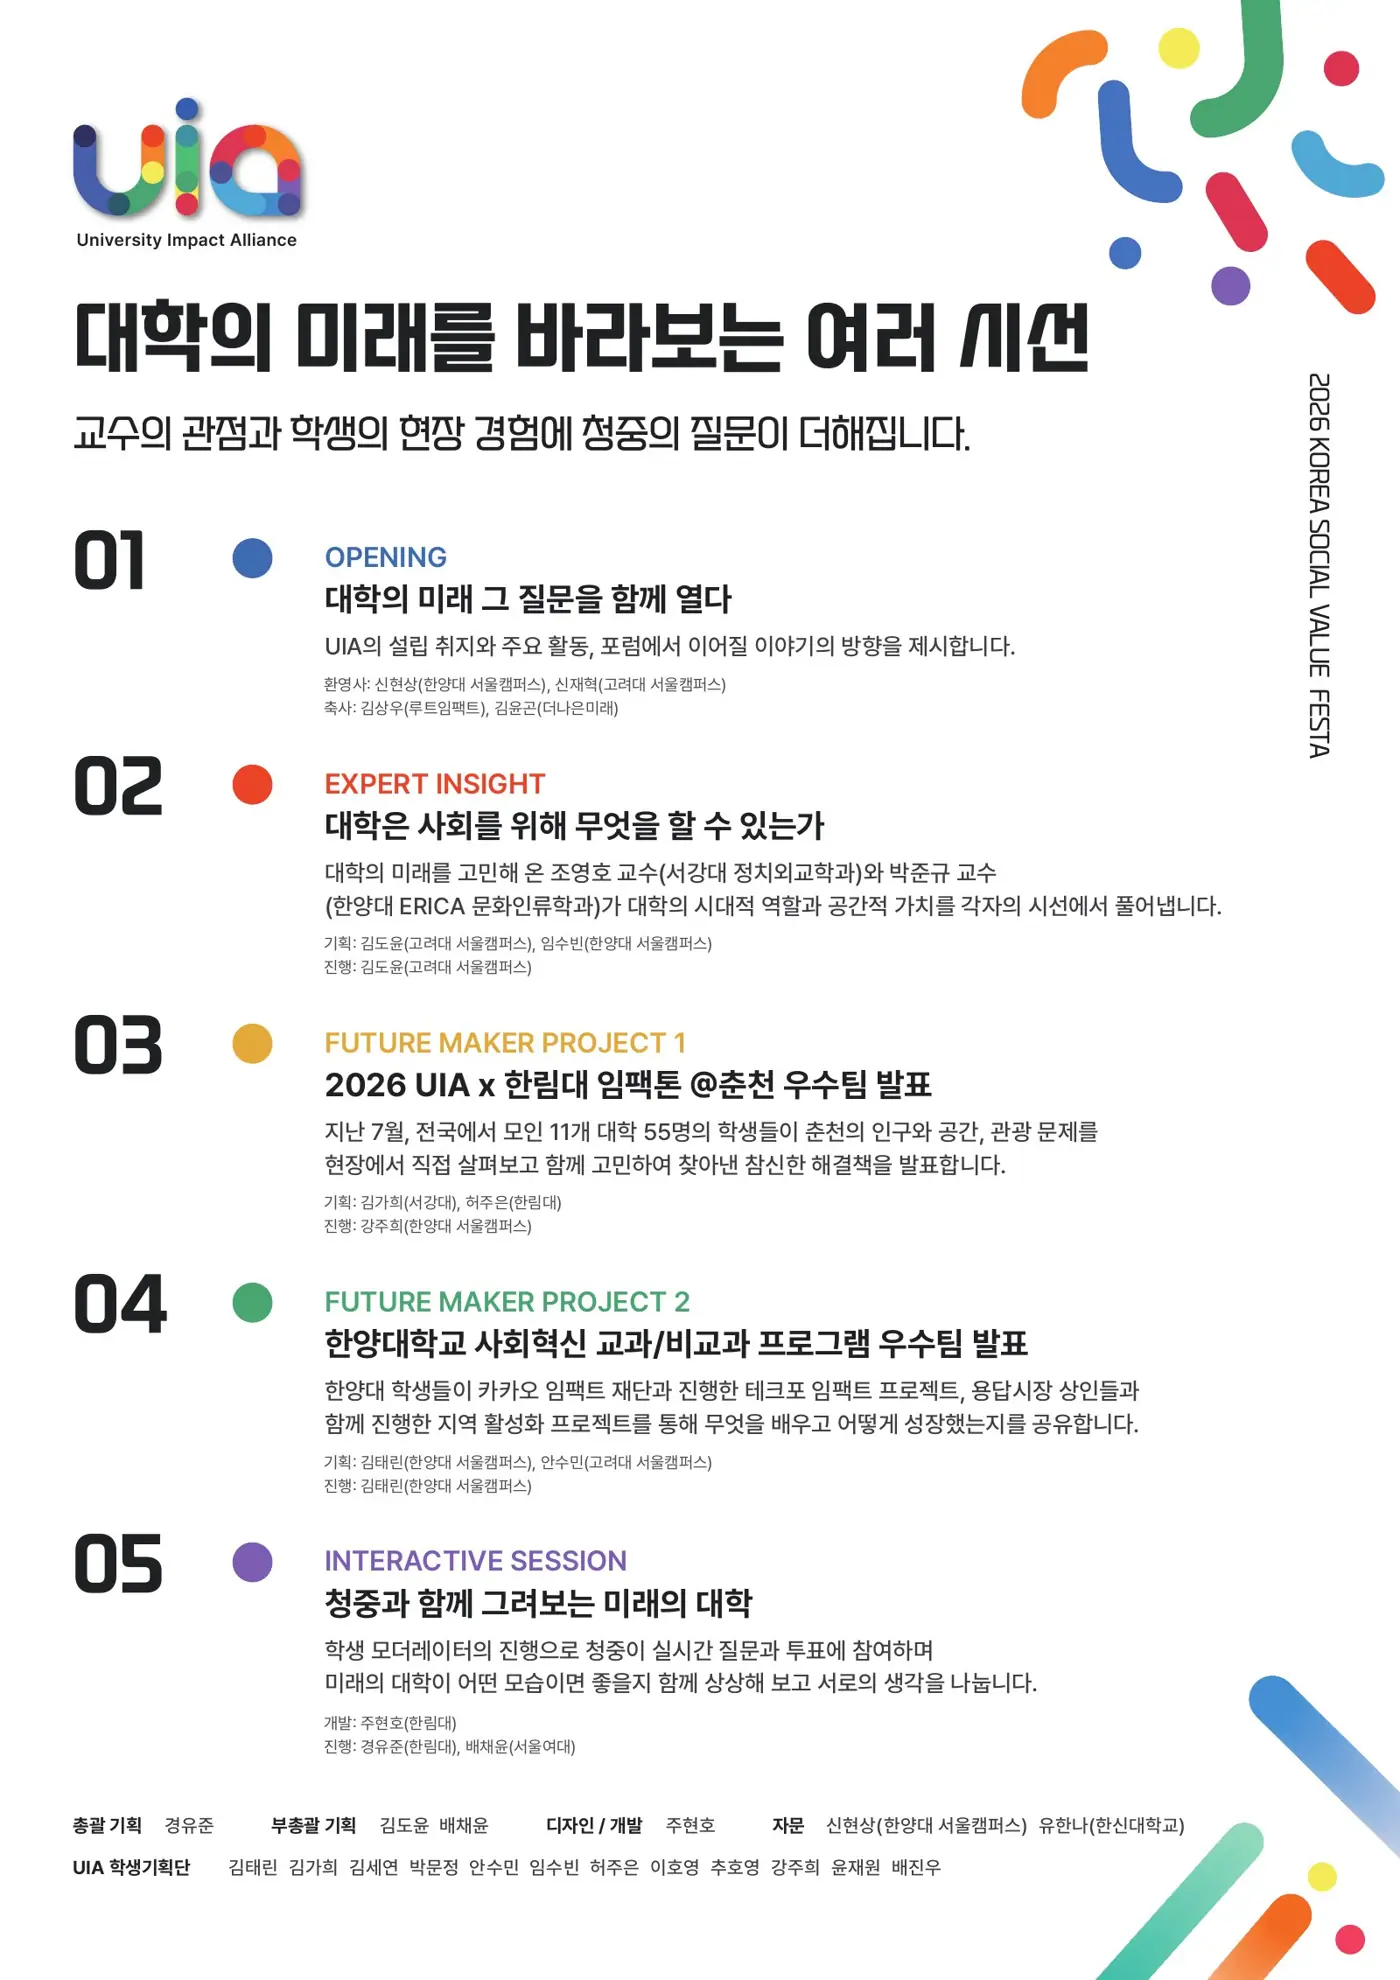 uia
University Impact Alliance
대학의 미래를 바라보는 여러 시선
교수의 관점과 학생의 현장 경험에 청중의 질문이 더해집니다.
2026 KOREA SOCIAL VALUE FESTA
01
OPENING
대학의 미래 그 질문을 함께 열다
UIA의 설립 취지와 주요 활동, 포럼에서 이어질 이야기의 방향을 제시합니다.
환영사: 신현상(한양대 서울캠퍼스), 신재혁(고려대 서울캠퍼스)
축사: 김상우(루트임팩트), 김윤곤(더나은미래)
02
EXPERT INSIGHT
대학은 사회를 위해 무엇을 할 수 있는가
대학의 미래를 고민해 온 조영호 교수(서강대 정치외교학과)와 박준규 교수
(한양대 ERICA 문화인류학과)가 대학의 시대적 역할과 공간적 가치를 각자의 시선에서 풀어냅니다.
기획: 김도윤(고려대 서울캠퍼스), 임수빈(한양대 서울캠퍼스)
진행: 김도윤(고려대 서울캠퍼스)
03
FUTURE MAKER PROJECT 1
2026 UIA x 한림대 임팩톤 @춘천 우수팀 발표
지난 7월, 전국에서 모인 11개 대학 55명의 학생들이 춘천의 인구와 공간, 관광 문제를
현장에서 직접 살펴보고 함께 고민하여 찾아낸 참신한 해결책을 발표합니다.
기획: 김가희(서강대), 허주은(한림대)
진행: 강주희(한양대 서울캠퍼스)
04
FUTURE MAKER PROJECT 2
한양대학교 사회혁신 교과/비교과 프로그램 우수팀 발표
한양대 학생들이 카카오 임팩트 재단과 진행한 테크포 임팩트 프로젝트, 용답시장 상인들과
함께 진행한 지역 활성화 프로젝트를 통해 무엇을 배우고 어떻게 성장했는지를 공유합니다.
기획: 김태린(한양대 서울캠퍼스), 안수민(고려대 서울캠퍼스)
진행: 김태린(한양대 서울캠퍼스)
05
INTERACTIVE SESSION
청중과 함께 그려보는 미래의 대학
학생 모더레이터의 진행으로 청중이 실시간 질문과 투표에 참여하며
미래의 대학이 어떤 모습이면 좋을지 함께 상상해 보고 서로의 생각을 나눕니다.
개발: 주현호(한림대)
진행: 경유준(한림대), 배채윤(서울여대)
총괄 기획 경유준 부총괄 기획 김도윤 배채윤 디자인 / 개발 주현호 자문 신현상(한양대 서울캠퍼스) 유한나(한신대학교)
UIA 학생기획단 김태린 김가희 김세연 박문정 안수민 임수빈 허주은 이호영 추호영 강주희 윤재원 배진우